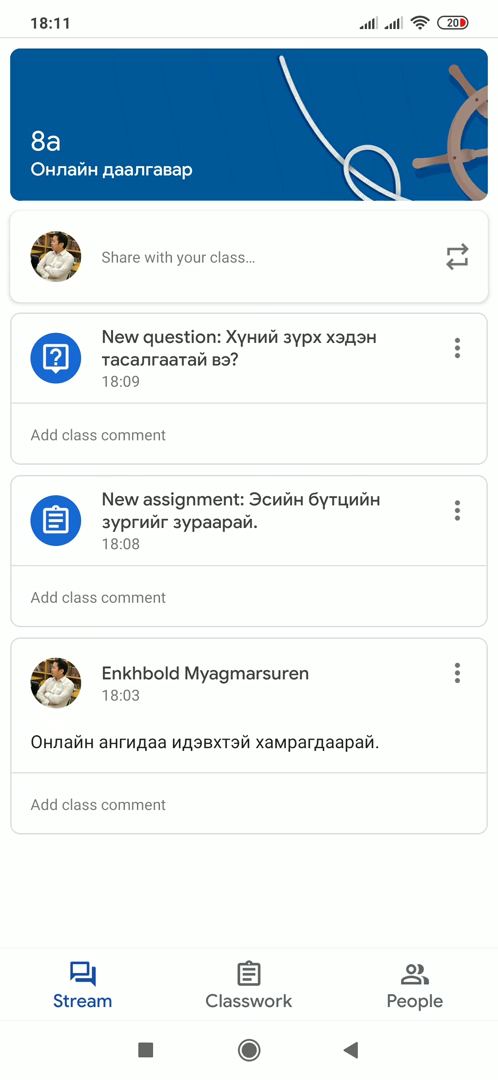 18:11
20
8а
Онлайн даалгавар
Share with your class...
New question: Хүний зүрх хэдэн
тасалгаатай вэ?
18:09
Add class comment
New assignment: Эсийн бүтцийн
зургийг зураарай.
18:08
Add class comment
Enkhbold Myagmarsuren
18:03
Онлайн ангидаа идэвхтэй хамрагдаарай.
Add class comment
Stream
Classwork
People